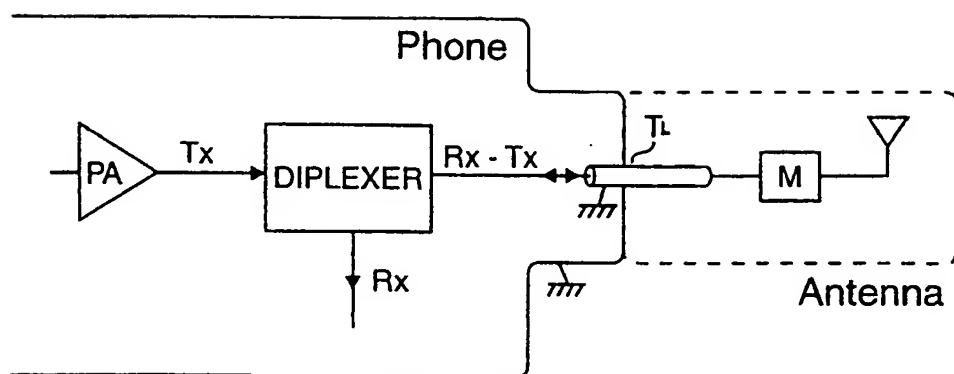 Phone
TL
PA
Tx
DIPLEXER
Rx - Tx
M
Rx
Antenna